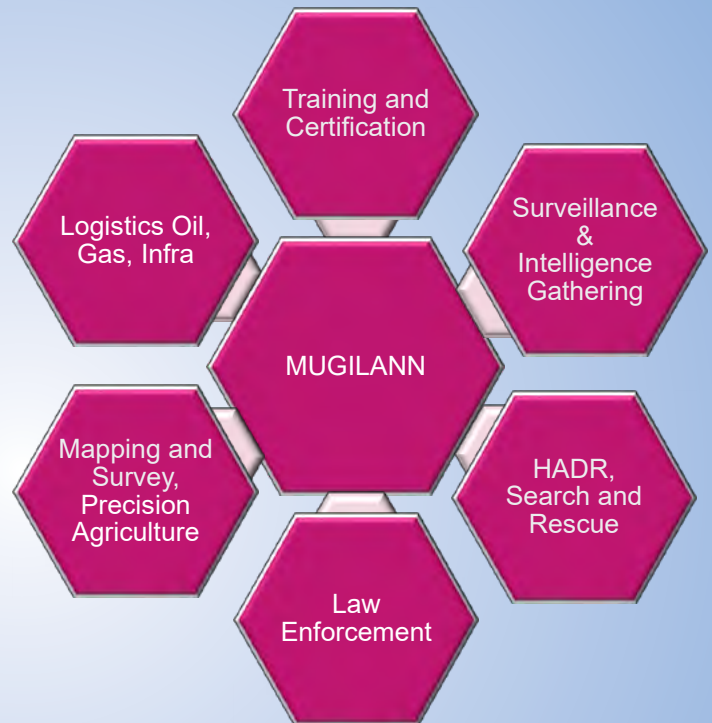 Training and
Certification
Logistics Oil,
Gas, Infra
Surveillance
&
Intelligence
Gathering
MUGILANN
Mapping and
Survey,
Precision
Agriculture
HADR,
Search and
Rescue
Law
Enforcement